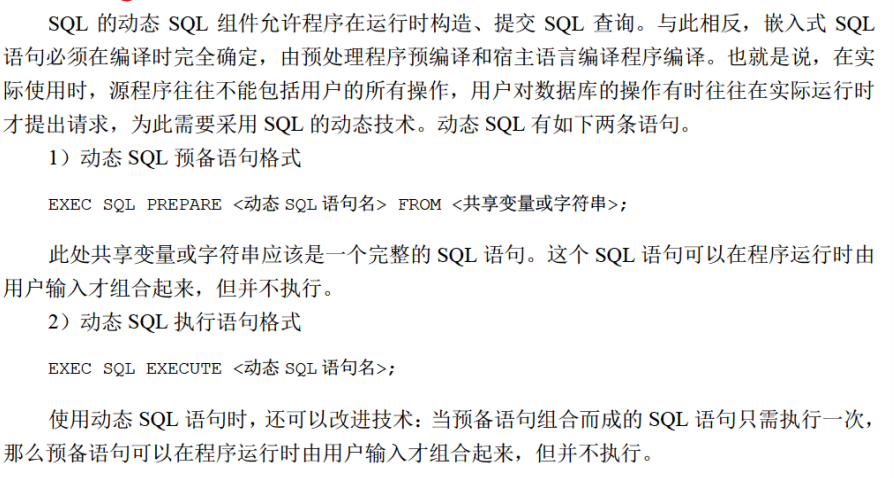 SQL 的动态 SQL 组件允许程序在运行时构造、提交 SQL 查询。与此相反，嵌入式 SQL
语句必须在编译时完全确定，由预处理程序预编译和宿主语言编译程序编译。也就是说，在实
际使用时，源程序往往不能包括用户的所有操作，用户对数据库的操作有时往往在实际运行时
才提出请求，为此需要采用 SQL 的动态技术。动态 SQL 有如下两条语句。
1）动态 SQL 预备语句格式
EXEC SQL PREPARE <动态 SQL 语句名> FROM <共享变量或字符串>;
此处共享变量或字符串应该是一个完整的 SQL 语句。这个 SQL 语句可以在程序运行时由
用户输入才组合起来，但并不执行。
2）动态 SQL 执行语句格式
EXEC SQL EXECUTE <动态 SQL 语句名>;
使用动态 SQL 语句时，还可以改进技术：当预备语句组合而成的 SQL 语句只需执行一次，
那么预备语句可以在程序运行时由用户输入才组合起来，但并不执行。